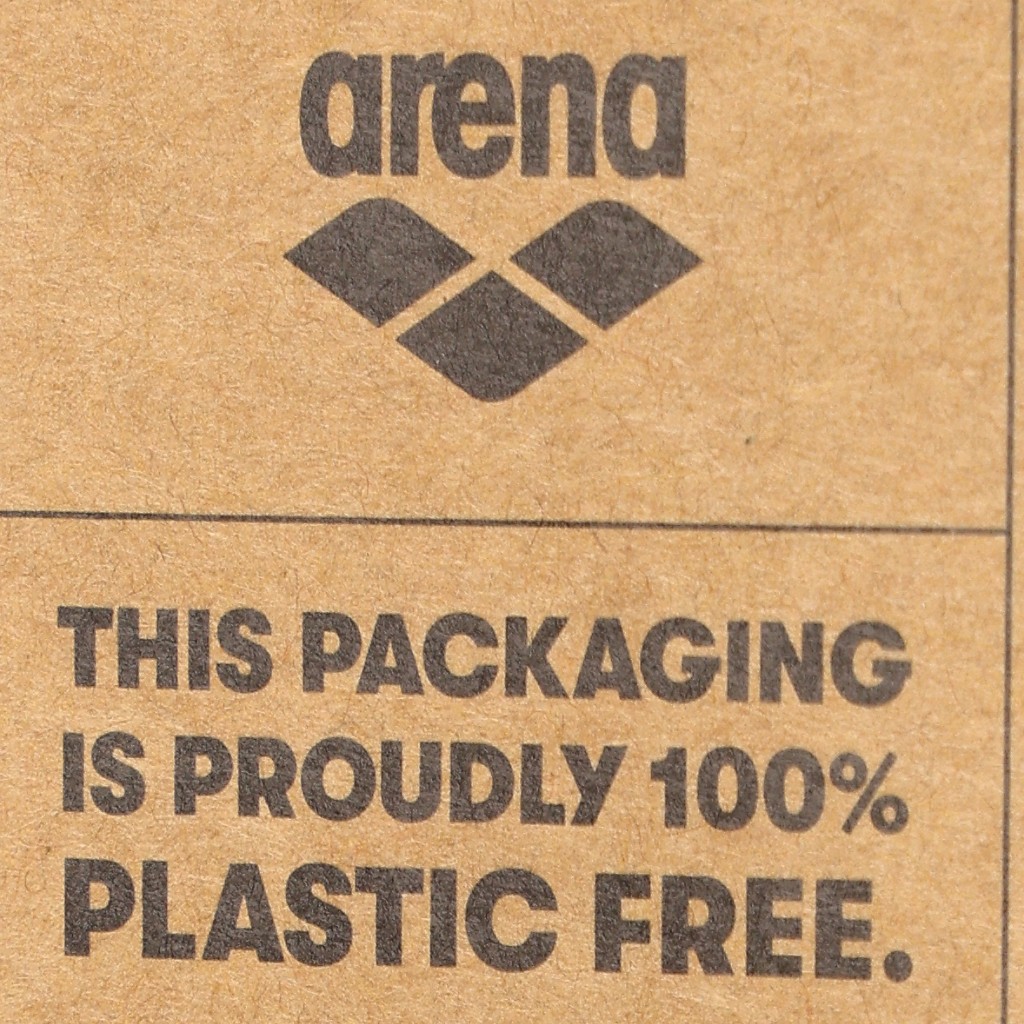 arena
THIS PACKAGING
IS PROUDLY 100%
PLASTIC FREE.